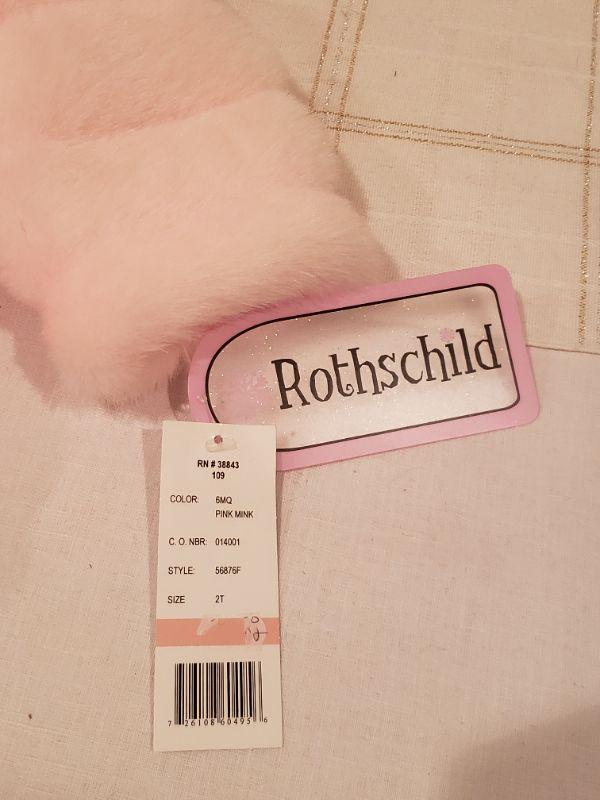 Rothschild
RN # 38843
109
COLOR: 6MQ
PINK MINK
C. O. NBR: 014001
STYLE: 56876F
SIZE 2T
7 26108 60495 6